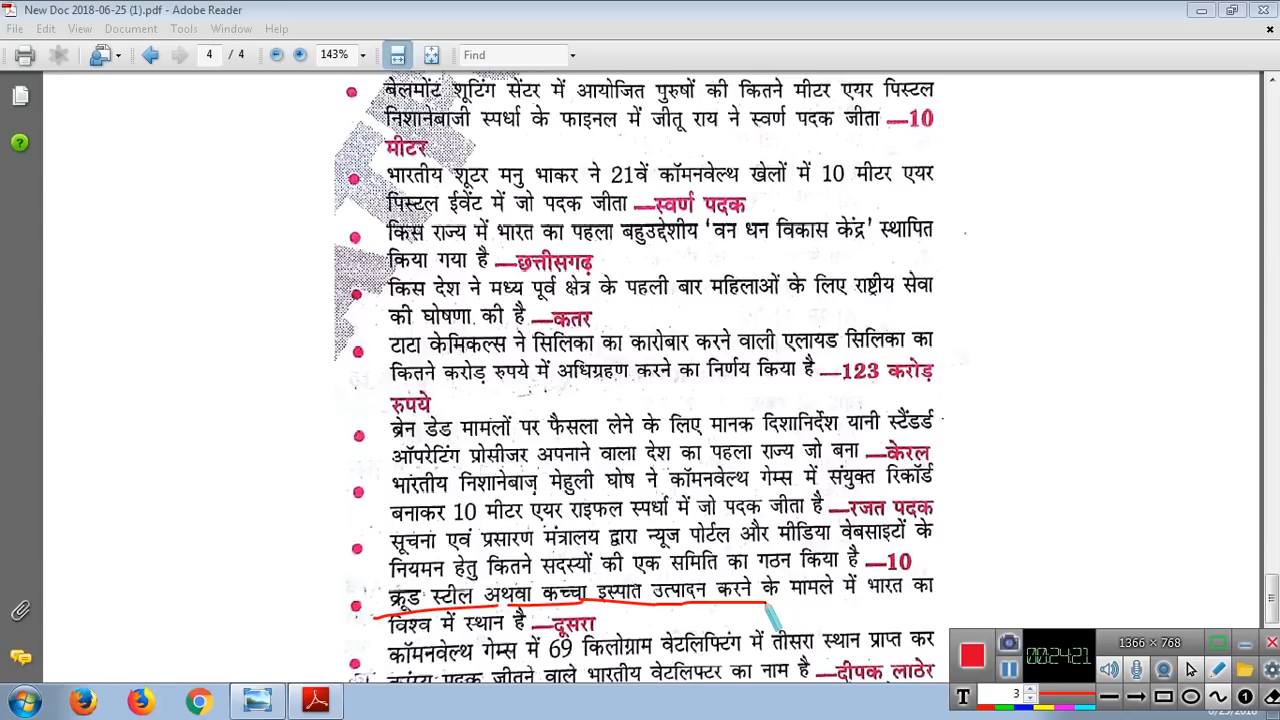 New Doc 2018-06-25 (1).pdf - Adobe Reader
File Edit View Document Tools Window Help
4 / 4 143% Find
बेलमोंट शूटिंग सेंटर में आयोजित पुरुषों की कितने मीटर एयर पिस्टल
निशानेबाजी स्पर्धा के फाइनल में जीतू राय ने स्वर्ण पदक जीता —10
मीटर
भारतीय शूटर मनु भाकर ने 21वें कॉमनवेल्थ खेलों में 10 मीटर एयर
पिस्टल ईवेंट में जो पदक जीता —स्वर्ण पदक
किस राज्य में भारत का पहला बहुउद्देशीय 'वन धन विकास केंद्र' स्थापित
किया गया है —छत्तीसगढ़
किस देश ने मध्य पूर्व क्षेत्र के पहली बार महिलाओं के लिए राष्ट्रीय सेवा
की घोषणा की है —कतर
टाटा केमिकल्स ने सिलिका का कारोबार करने वाली एलायड सिलिका का
कितने करोड़ रुपये में अधिग्रहण करने का निर्णय किया है —123 करोड़
रुपये
ब्रेन डेड मामलों पर फैसला लेने के लिए मानक दिशानिर्देश यानी स्टैंडर्ड
ऑपरेटिंग प्रोसीजर अपनाने वाला देश का पहला राज्य जो बना —केरल
भारतीय निशानेबाज़ मेहुली घोष ने कॉमनवेल्थ गेम्स में संयुक्त रिकॉर्ड
बनाकर 10 मीटर एयर राइफल स्पर्धा में जो पदक जीता है —रजत पदक
सूचना एवं प्रसारण मंत्रालय द्वारा न्यूज पोर्टल और मीडिया वेबसाइटों के
नियमन हेतु कितने सदस्यों की एक समिति का गठन किया है —10
क्रूड स्टील अथवा कच्चा इस्पात उत्पादन करने के मामले में भारत का
विश्व में स्थान है —दूसरा
कॉमनवेल्थ गेम्स में 69 किलोग्राम वेटलिफ्टिंग में तीसरा स्थान प्राप्त कर
कांस्य पदक जीतने वाले भारतीय वेटलिफ्टर का नाम है —दीपक लाठेर
1366 × 768
00:24:21
T 3
6/25/2018